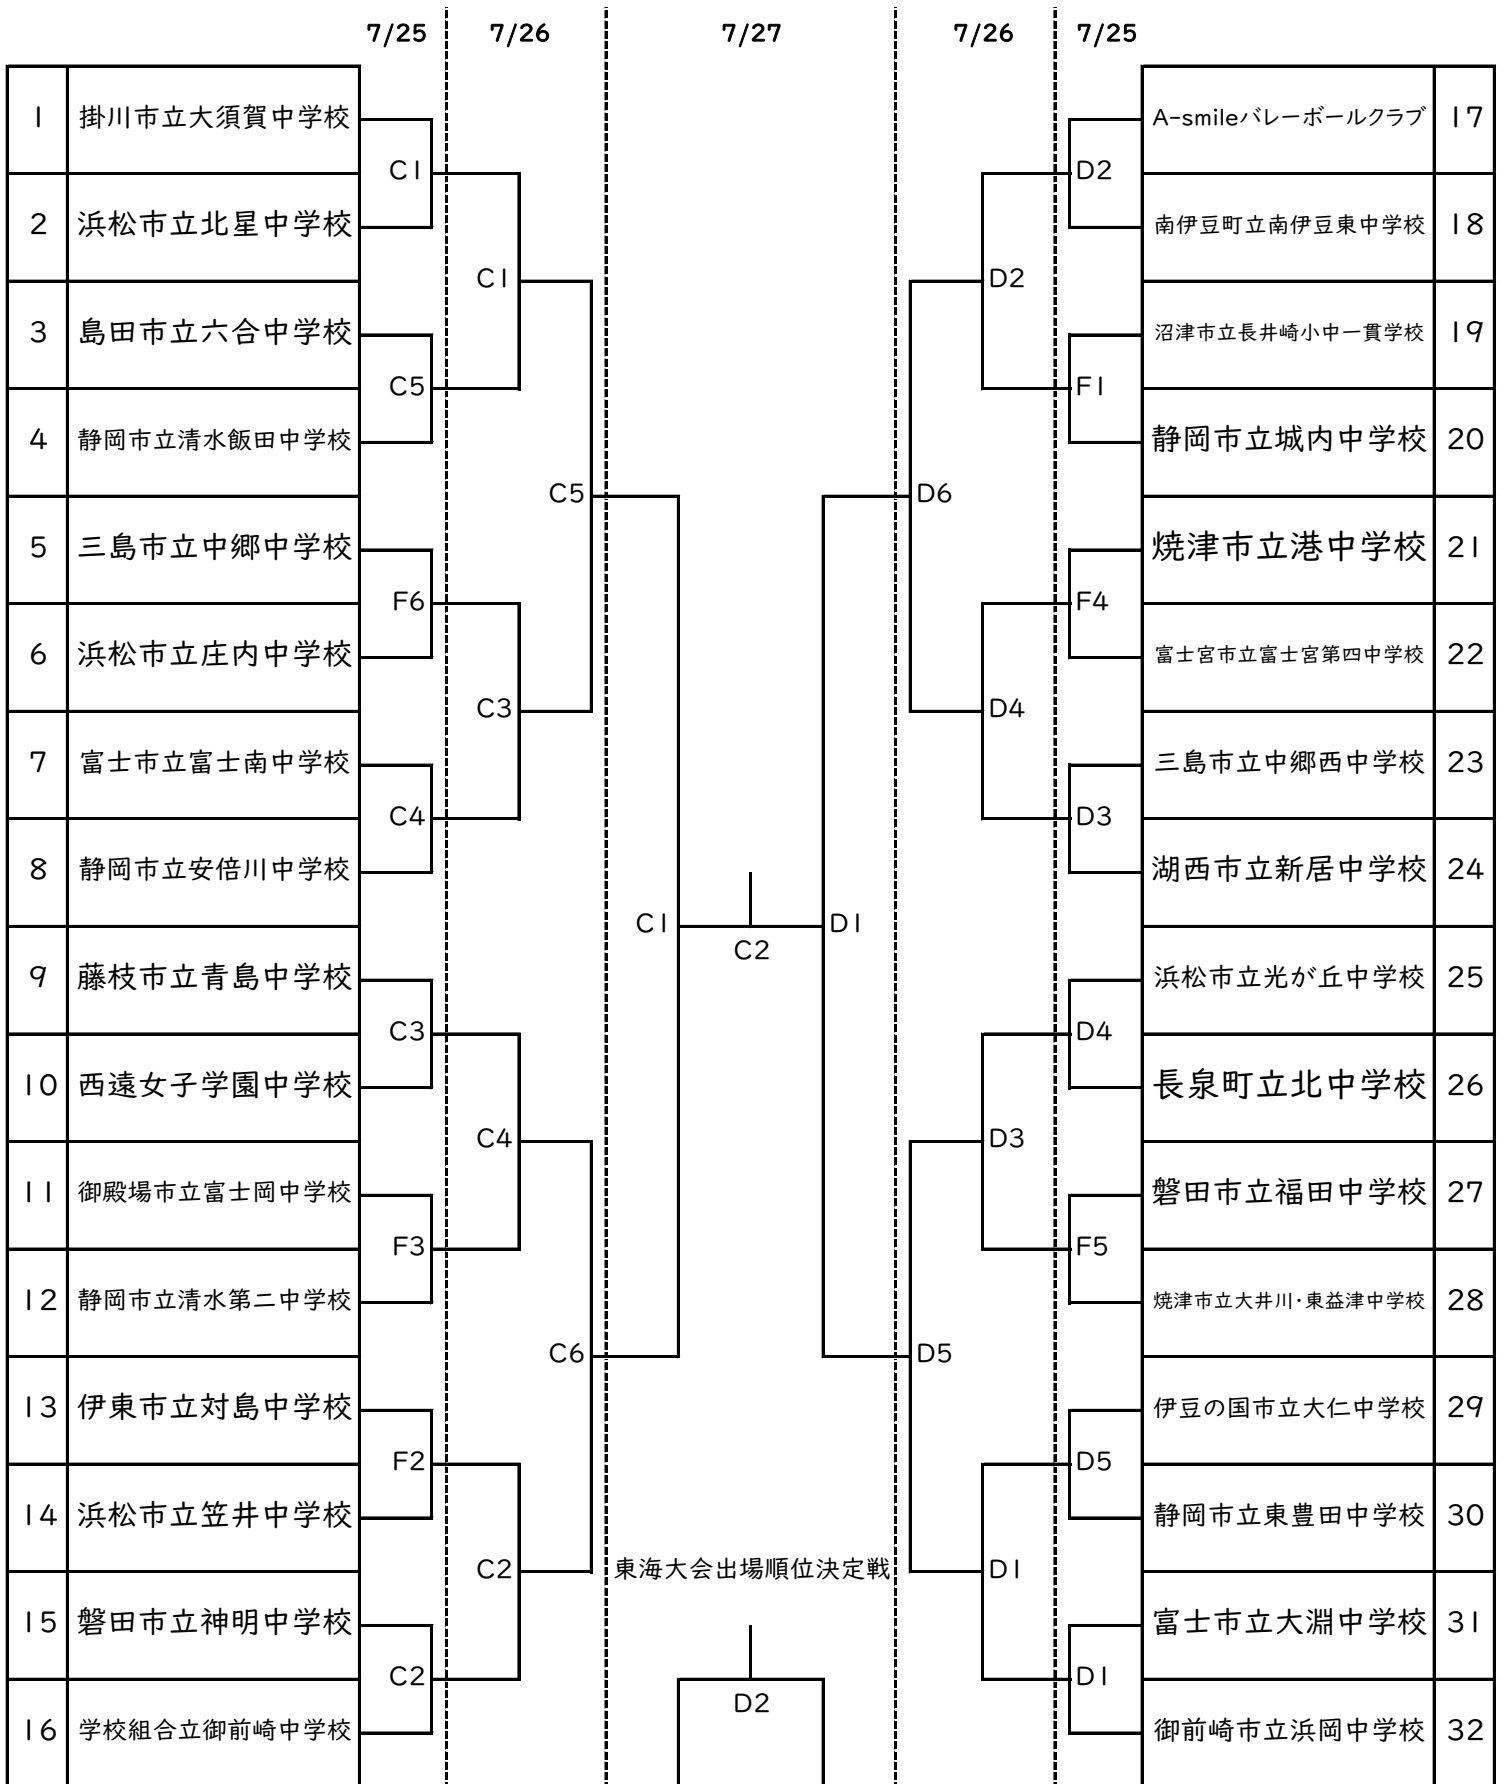 7/25 7/26 7/27 7/26 7/25
1 掛川市立大須賀中学校 A-smileバレーボールクラブ 17
C1 D2
2 浜松市立北星中学校 南伊豆町立南伊豆東中学校 18
C1 D2
3 島田市立六合中学校 沼津市立長井崎小中一貫学校 19
C5 F1
4 静岡市立清水飯田中学校 静岡市立城内中学校 20
C5 D6
5 三島市立中郷中学校 焼津市立港中学校 21
F6 F4
6 浜松市立庄内中学校 富士宮市立富士宮第四中学校 22
C3 D4
7 富士市立富士南中学校 三島市立中郷西中学校 23
C4 D3
8 静岡市立安倍川中学校 湖西市立新居中学校 24
C1 C2 D1
9 藤枝市立青島中学校 浜松市立光が丘中学校 25
C3 D4
10 西遠女子学園中学校 長泉町立北中学校 26
C4 D3
11 御殿場市立富士岡中学校 磐田市立福田中学校 27
F3 F5
12 静岡市立清水第二中学校 焼津市立大井川・東益津中学校 28
C6 D5
13 伊東市立対島中学校 伊豆の国市立大仁中学校 29
F2 D5
14 浜松市立笠井中学校 静岡市立東豊田中学校 30
C2 東海大会出場順位決定戦 D1
15 磐田市立神明中学校 富士市立大淵中学校 31
C2 D1
D2
16 学校組合立御前崎中学校 御前崎市立浜岡中学校 32